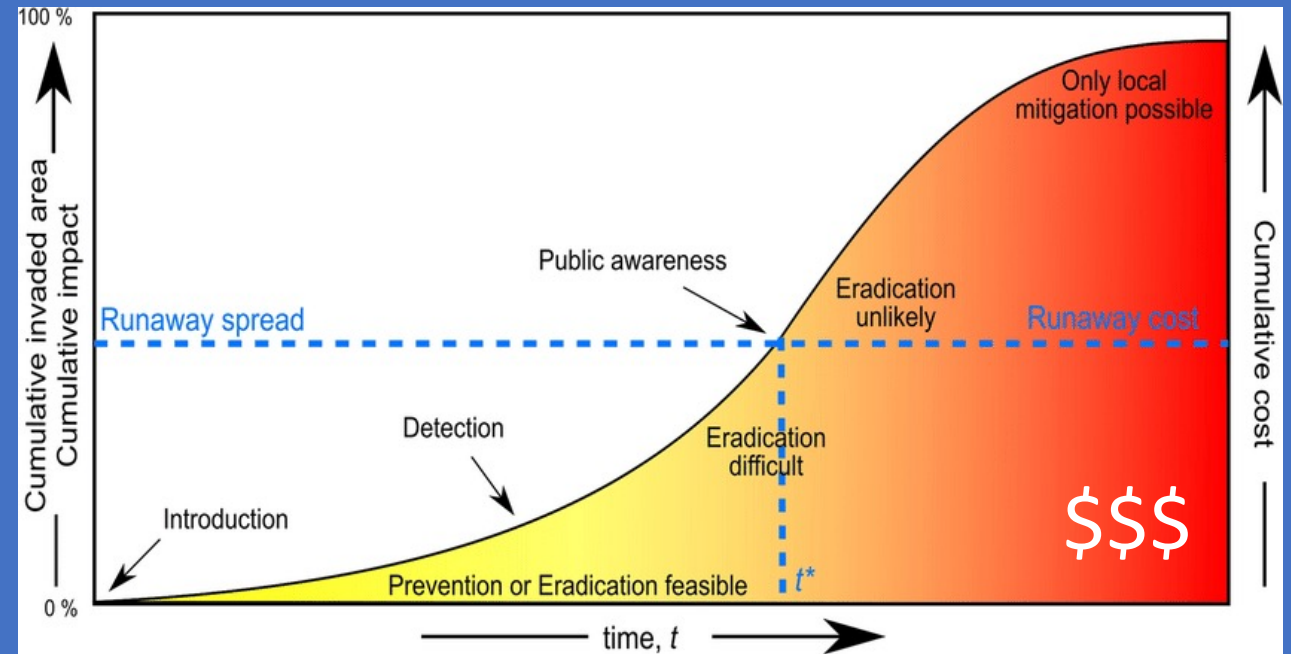 100 %
Only local
mitigation possible
Public awareness
Eradication
unlikely
Runaway spread
Runaway cost
Cumulative invaded area
Cumulative impact
Cumulative cost
Detection
Eradication
difficult
Introduction
$$$
Prevention or Eradication feasible
t*
0 %
time, t